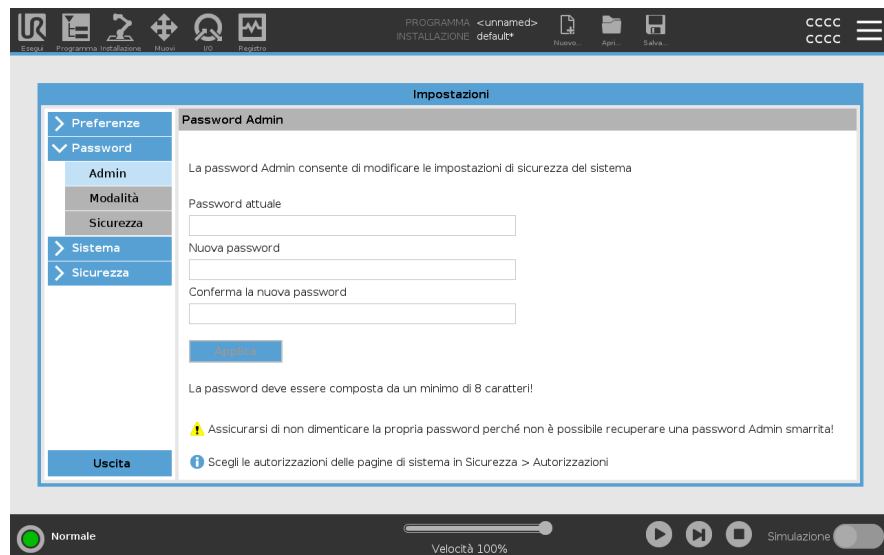 PROGRAMMA <unnamed>
INSTALLAZIONE default*
CCCC
CCCC
Esegui Programma Installazione Muovi I/O Registro Nuovo... Apri... Salva...
Impostazioni
Preferenze
Password
Admin
Modalità
Sicurezza
Sistema
Sicurezza
Uscita
Password Admin
La password Admin consente di modificare le impostazioni di sicurezza del sistema
Password attuale
Nuova password
Conferma la nuova password
Applica
La password deve essere composta da un minimo di 8 caratteri!
Assicurarsi di non dimenticare la propria password perché non è possibile recuperare una password Admin smarrita!
Scegli le autorizzazioni delle pagine di sistema in Sicurezza > Autorizzazioni
Normale
Velocità 100%
Simulazione